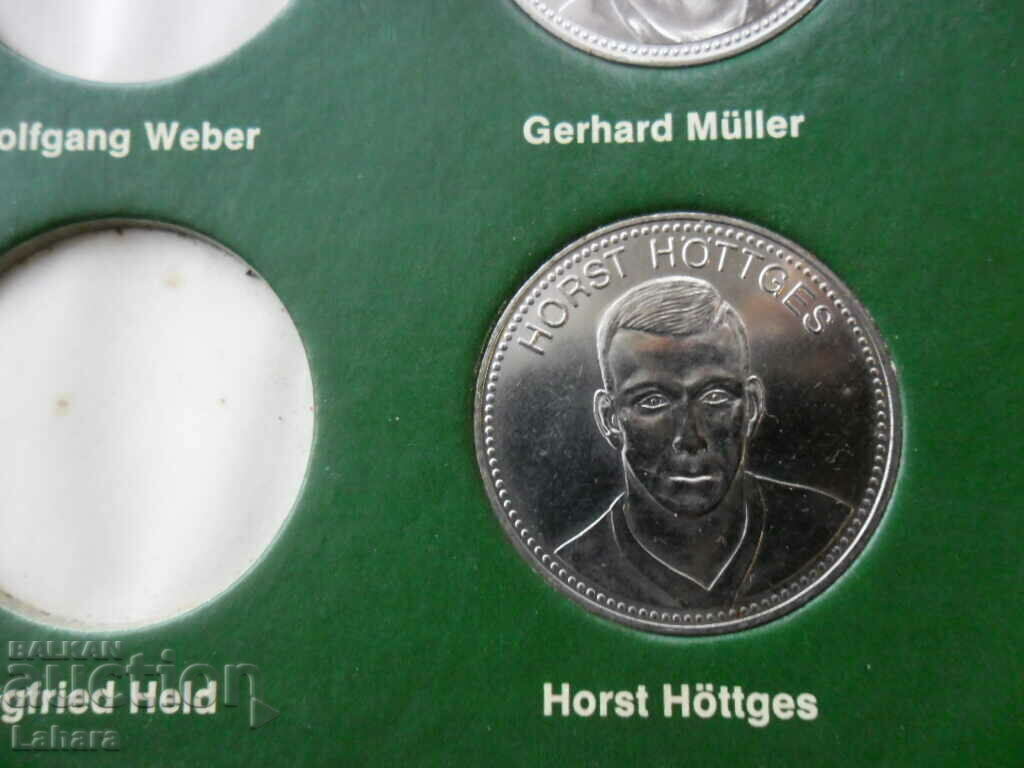 olfgang Weber
Gerhard Müller
HORST HÖTTGES
BALKAN
auction
gfried Held
Horst Höttges
Lahara